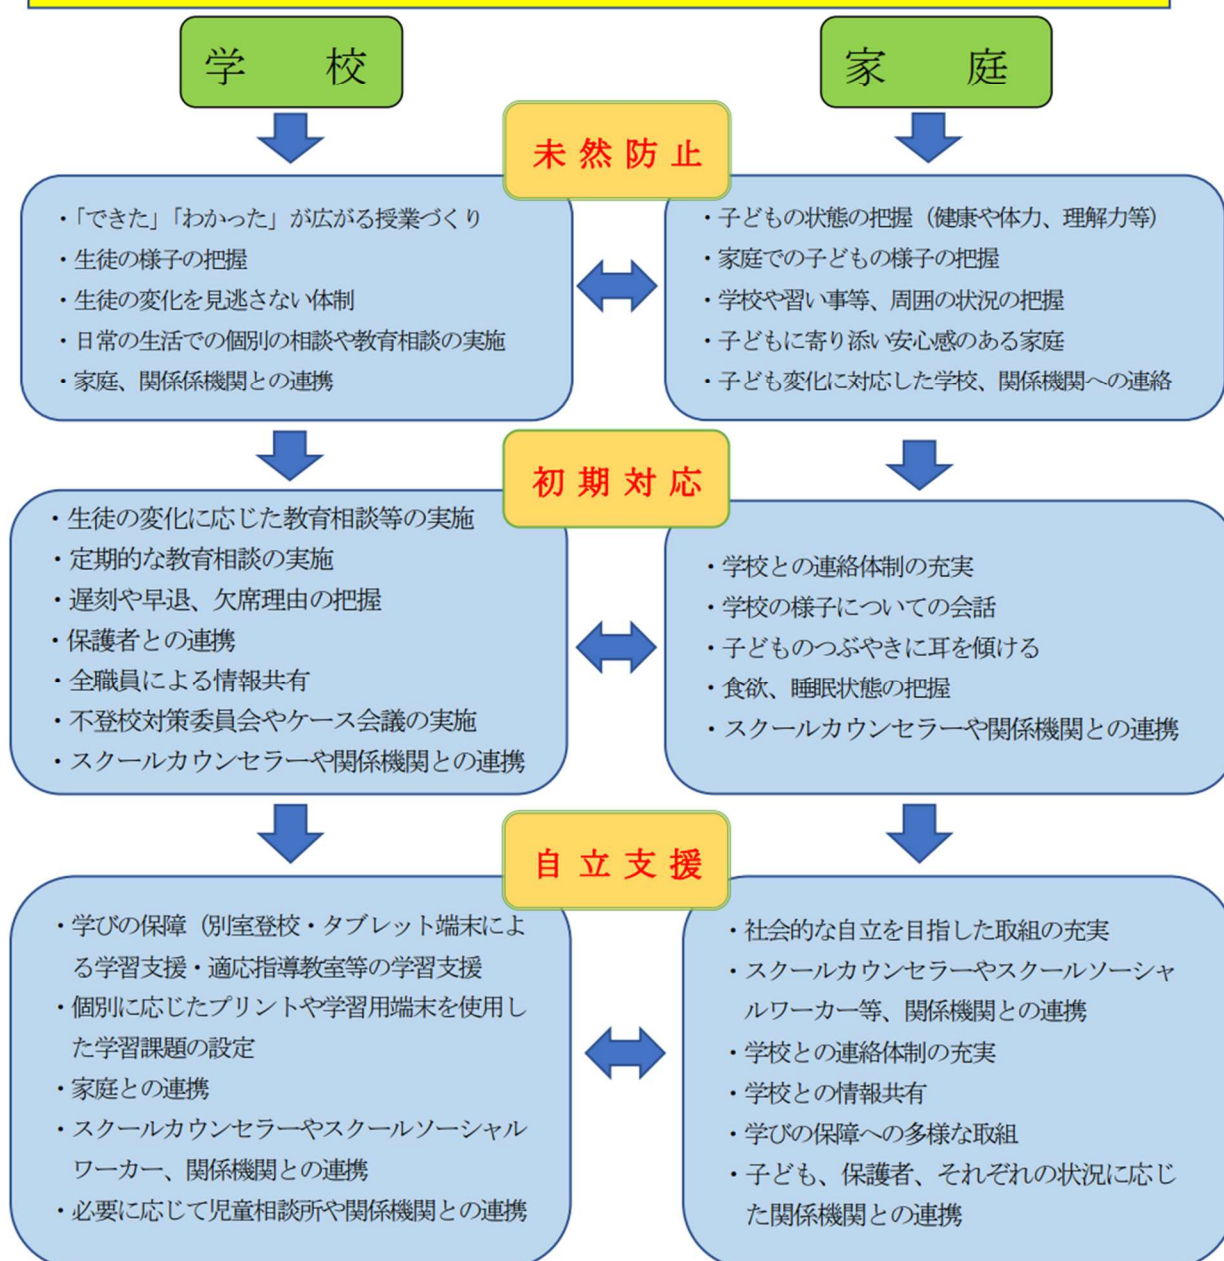 学　校
家　庭
未然防止
・「できた」「わかった」が広がる授業づくり
・生徒の様子の把握
・生徒の変化を見逃さない体制
・日常の生活での個別の相談や教育相談の実施
・家庭、関係係機関との連携
・子どもの状態の把握（健康や体力、理解力等）
・家庭での子どもの様子の把握
・学校や習い事等、周囲の状況の把握
・子どもに寄り添い安心感のある家庭
・子ども変化に対応した学校、関係機関への連絡
初期対応
・生徒の変化に応じた教育相談等の実施
・定期的な教育相談の実施
・遅刻や早退、欠席理由の把握
・保護者との連携
・全職員による情報共有
・不登校対策委員会やケース会議の実施
・スクールカウンセラーや関係機関との連携
・学校との連絡体制の充実
・学校の様子についての会話
・子どものつぶやきに耳を傾ける
・食欲、睡眠状態の把握
・スクールカウンセラーや関係機関との連携
自立支援
・学びの保障（別室登校・タブレット端末によ
る学習支援・適応指導教室等の学習支援
・個別に応じたプリントや学習用端末を使用し
た学習課題の設定
・家庭との連携
・スクールカウンセラーやスクールソーシャル
ワーカー、関係機関との連携
・必要に応じて児童相談所や関係機関との連携
・社会的な自立を目指した取組の充実
・スクールカウンセラーやスクールソーシャ
ルワーカー等、関係機関との連携
・学校との連絡体制の充実
・学校との情報共有
・学びの保障への多様な取組
・子ども、保護者、それぞれの状況に応じ
た関係機関との連携